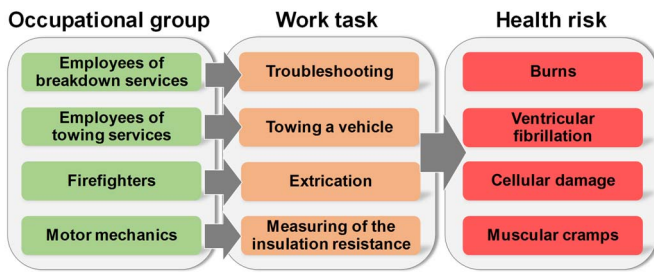 Occupational group
Work task
Health risk
Employees of
breakdown services
Troubleshooting
Burns
Employees of
towing services
Towing a vehicle
Ventricular
fibrillation
Firefighters
Extrication
Cellular damage
Motor mechanics
Measuring of the
insulation resistance
Muscular cramps